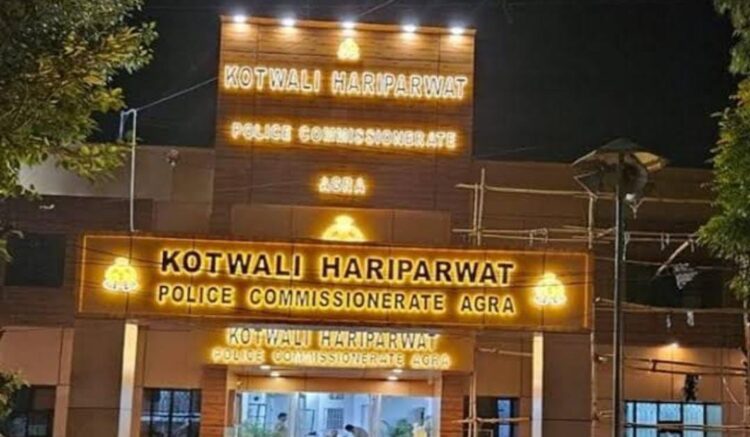 KOTWALI HARIPARWAT
POLICE COMMISSIONERATE
AGRA
KOTWALI HARIPARWAT
POLICE COMMISSIONERATE AGRA
KOTWALI HARIPARWAT
POLICE COMMISSIONERATE AGRA